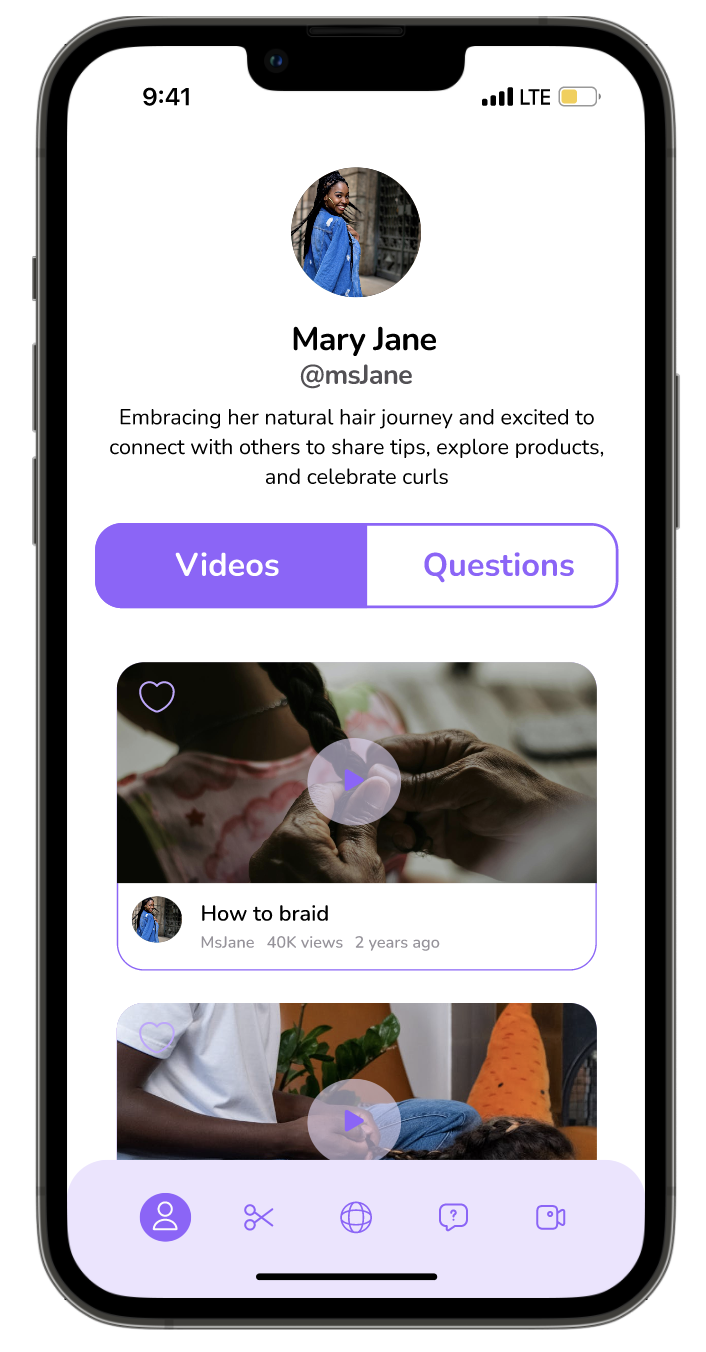 9:41 LTE
Mary Jane
@msJane
Embracing her natural hair journey and excited to
connect with others to share tips, explore products,
and celebrate curls
Videos Questions
How to braid
MsJane 40K views 2 years ago
?